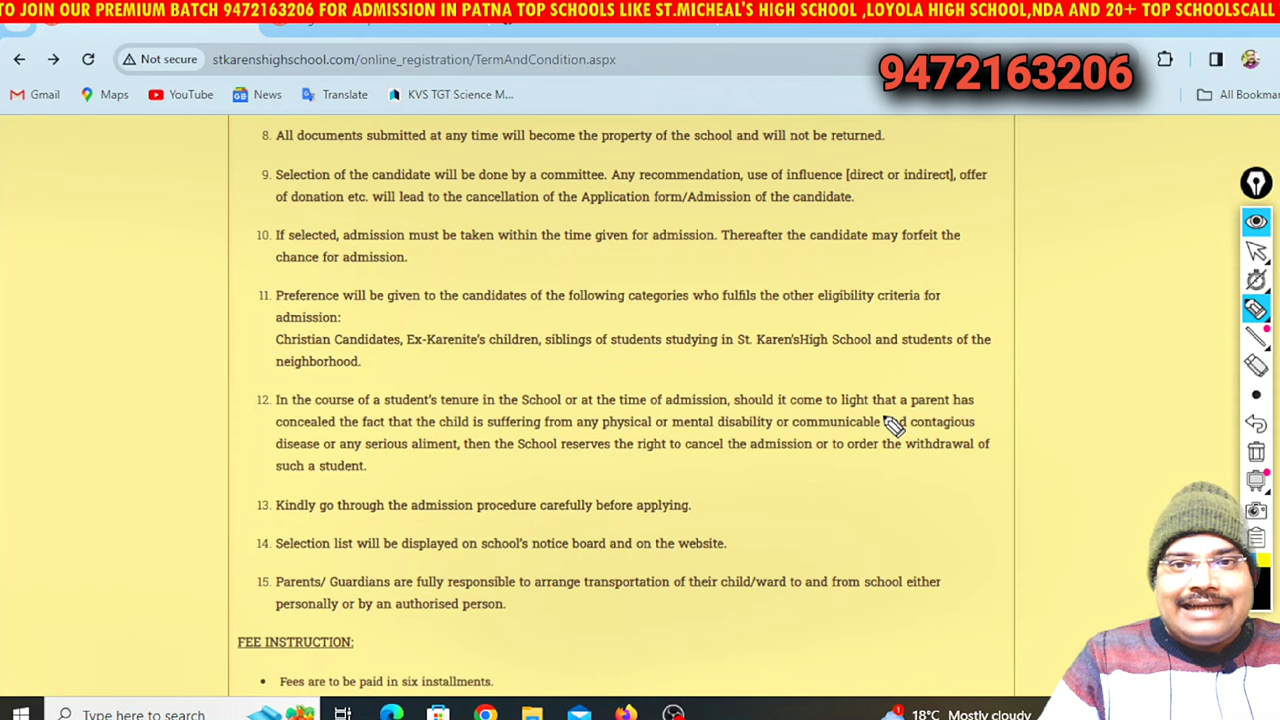 TO JOIN OUR PREMIUM BATCH 9472163206 FOR ADMISSION IN PATNA TOP SCHOOLS LIKE ST.MICHEAL'S HIGH SCHOOL ,LOYOLA HIGH SCHOOL,NDA AND 20+ TOP SCHOOLSCALL
Not secure stkarenshighschool.com/online_registration/TermAndCondition.aspx
9472163206
Gmail Maps YouTube News Translate KVS TGT Science M... All Bookmar
8. All documents submitted at any time will become the property of the school and will not be returned.
9. Selection of the candidate will be done by a committee. Any recommendation, use of influence [direct or indirect], offer
of donation etc. will lead to the cancellation of the Application form/Admission of the candidate.
10. If selected, admission must be taken within the time given for admission. Thereafter the candidate may forfeit the
chance for admission.
11. Preference will be given to the candidates of the following categories who fulfils the other eligibility criteria for
admission:
Christian Candidates, Ex-Karenite's children, siblings of students studying in St. Karen'sHigh School and students of the
neighborhood.
12. In the course of a student's tenure in the School or at the time of admission, should it come to light that a parent has
concealed the fact that the child is suffering from any physical or mental disability or communicable contagious
disease or any serious aliment, then the School reserves the right to cancel the admission or to order the withdrawal of
such a student.
13. Kindly go through the admission procedure carefully before applying.
14. Selection list will be displayed on school's notice board and on the website.
15. Parents/ Guardians are fully responsible to arrange transportation of their child/ward to and from school either
personally or by an authorised person.
FEE INSTRUCTION:
• Fees are to be paid in six installments.
Type here to search
1
18°C Mostly cloudy